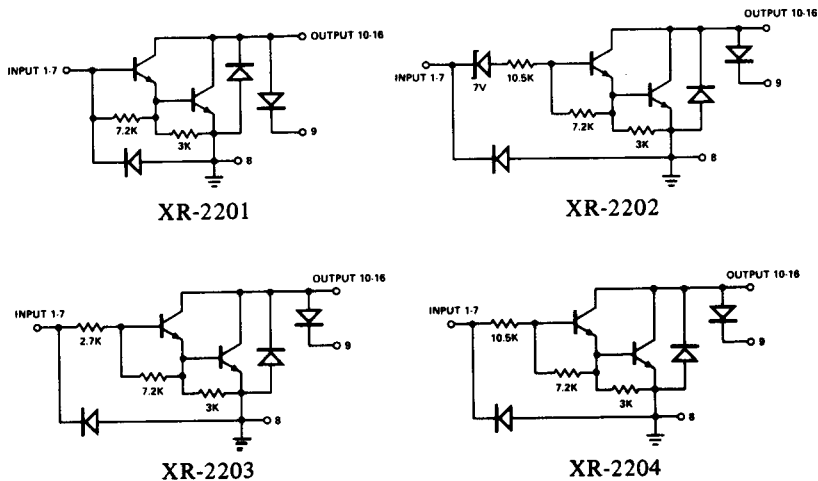 OUTPUT 10-16
INPUT 1-7
7.2K
3K
9
8
XR-2201
OUTPUT 10-16
INPUT 1-7
7V
10.5K
9
7.2K
3K
8
XR-2202
OUTPUT 10-16
INPUT 1-7
2.7K
9
7.2K
3K
8
XR-2203
OUTPUT 10-16
INPUT 1-7
10.5K
9
7.2K
3K
8
XR-2204